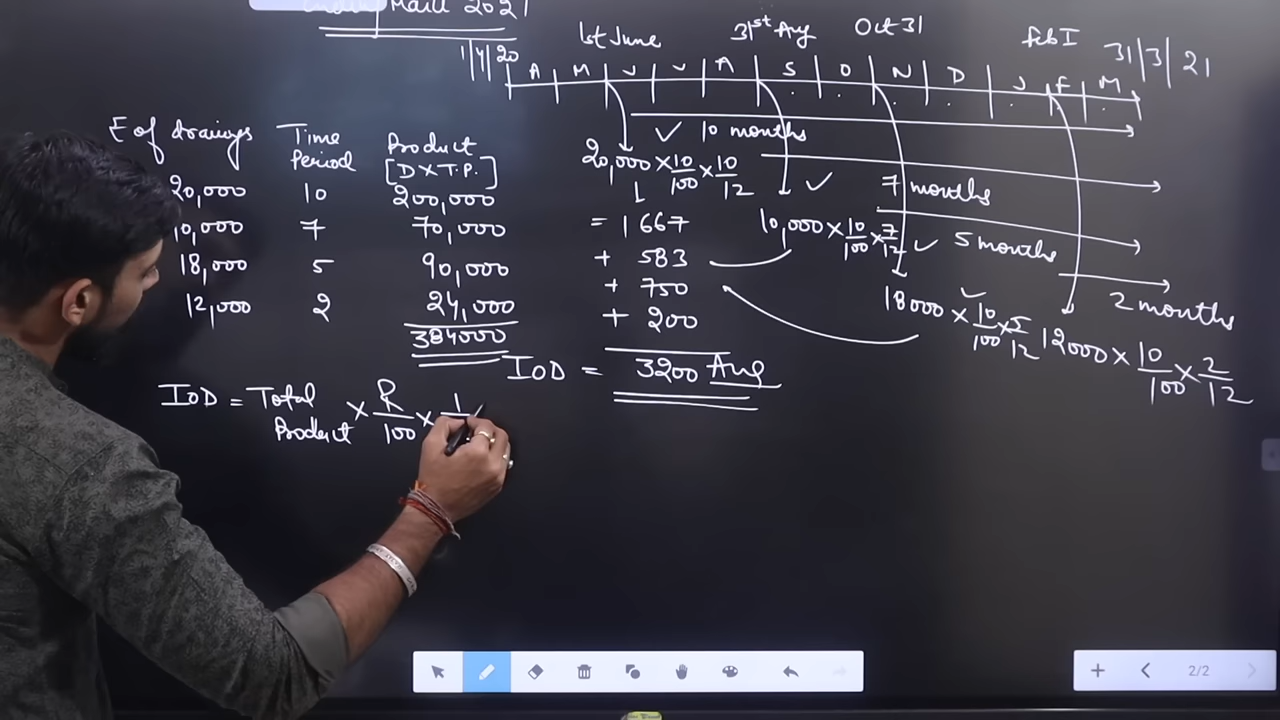 March 2021
1/4/20
1st June
31st Aug
Oct 31
Feb 1
31/3/21
A M J J A S O N D J F M
£ of drawings Time Period Product [D×T.P.]
20,000 10 200,000
10,000 7 70,000
18,000 5 90,000
12,000 2 24,000
384000
IOD = Total Product × R/100 × 1/
10 months
20,000 × 10/100 × 10/12
= 1667
+ 583
+ 750
+ 200
IOD = 3200 Ans
7 months
10,000 × 10/100 × 7/12
5 months
18000 × 10/100 × 5/12
2 months
12000 × 10/100 × 2/12
2/2